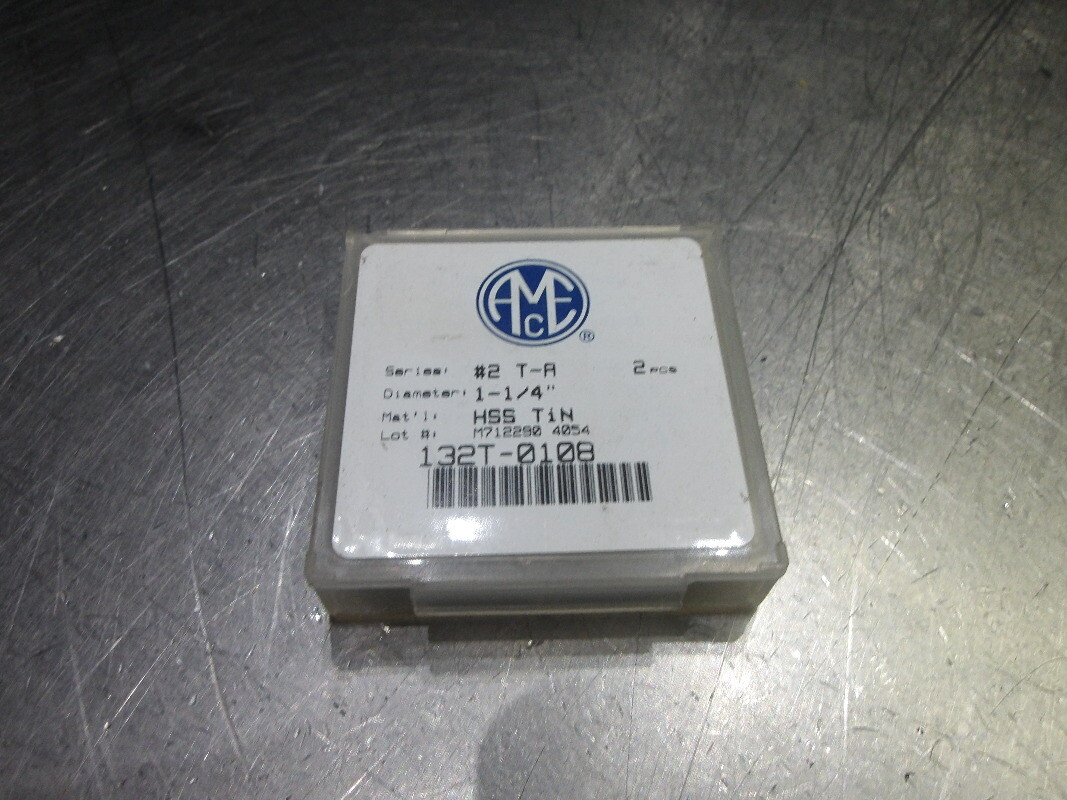 AMEC ®
Series: #2 T-A 2 pcs
Diameter: 1-1/4"
Mat'l: HSS TiN
Lot #: M712290 4054
132T-0108